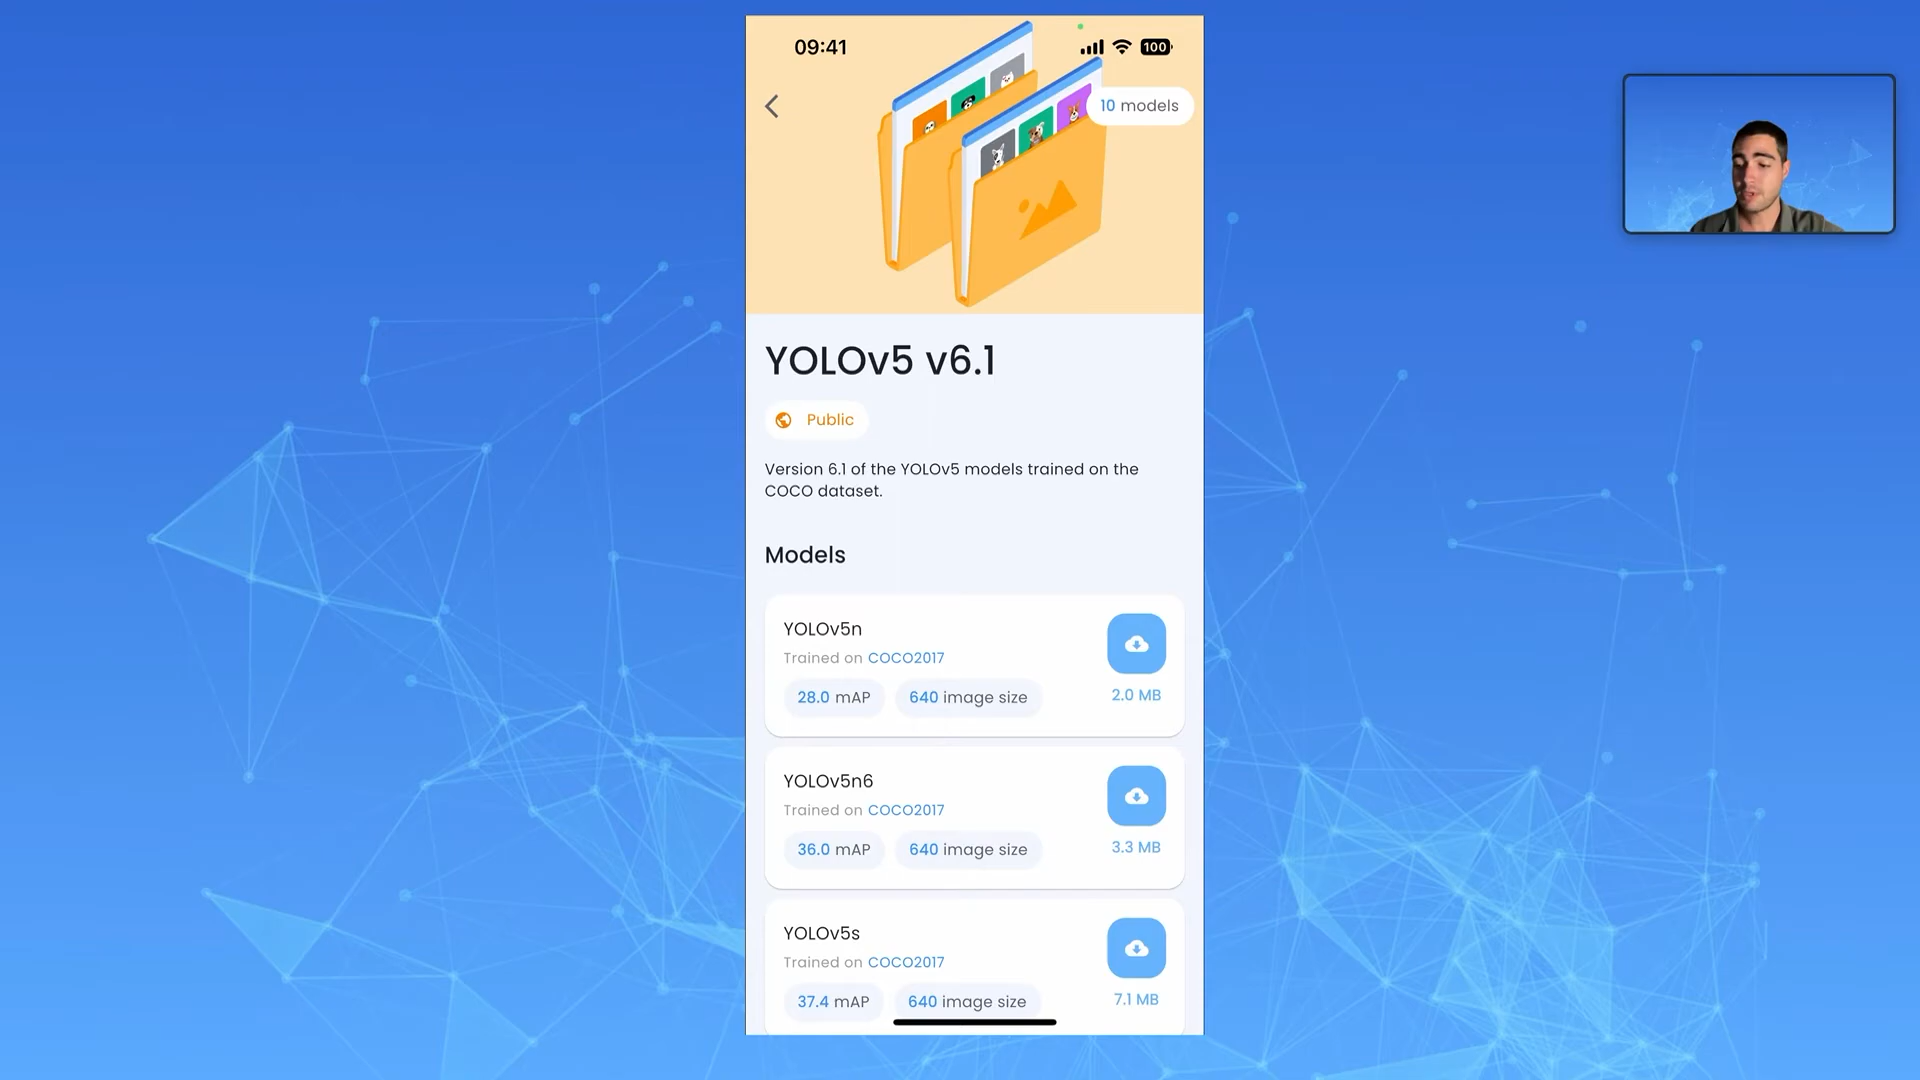 09:41
100
10 models
YOLOv5 v6.1
Public
Version 6.1 of the YOLOv5 models trained on the
COCO dataset.
Models
YOLOv5n
Trained on COCO2017
28.0 mAP
640 image size
2.0 MB
YOLOv5n6
Trained on COCO2017
36.0 mAP
640 image size
3.3 MB
YOLOv5s
Trained on COCO2017
37.4 mAP
640 image size
7.1 MB